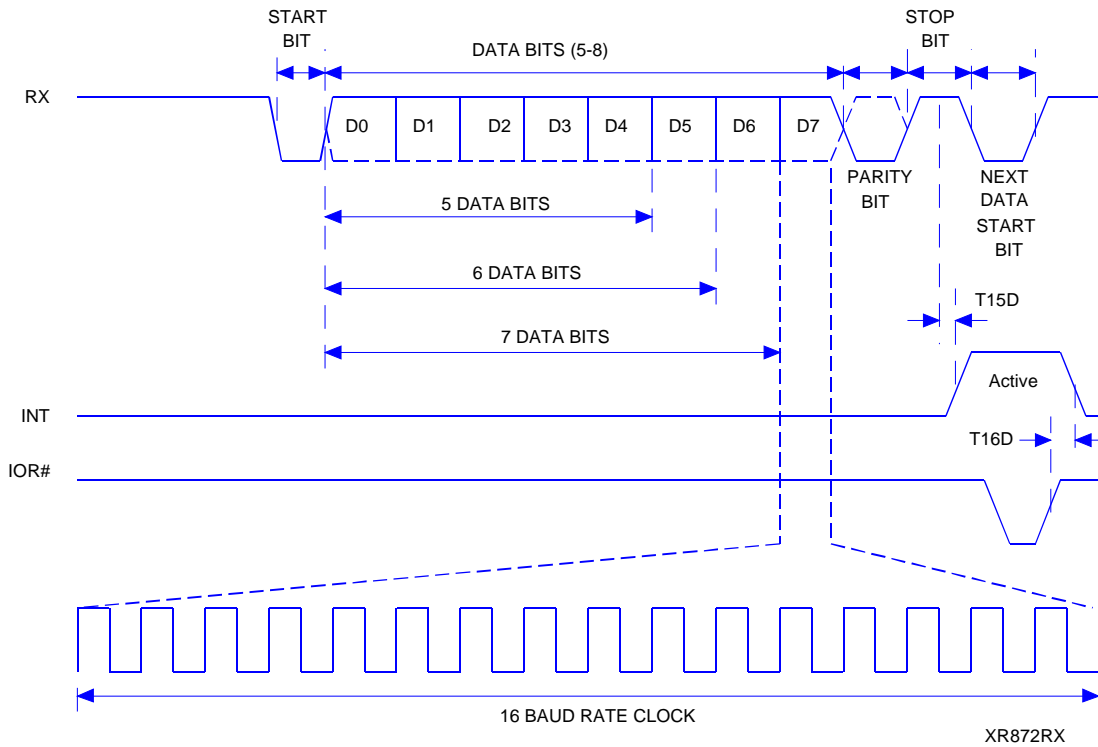 START
BIT
DATA BITS (5-8)
STOP
BIT
RX
D0 D1 D2 D3 D4 D5 D6 D7
PARITY
BIT
NEXT
DATA
START
BIT
5 DATA BITS
6 DATA BITS
7 DATA BITS
T15D
Active
INT
T16D
IOR#
16 BAUD RATE CLOCK
XR872RX